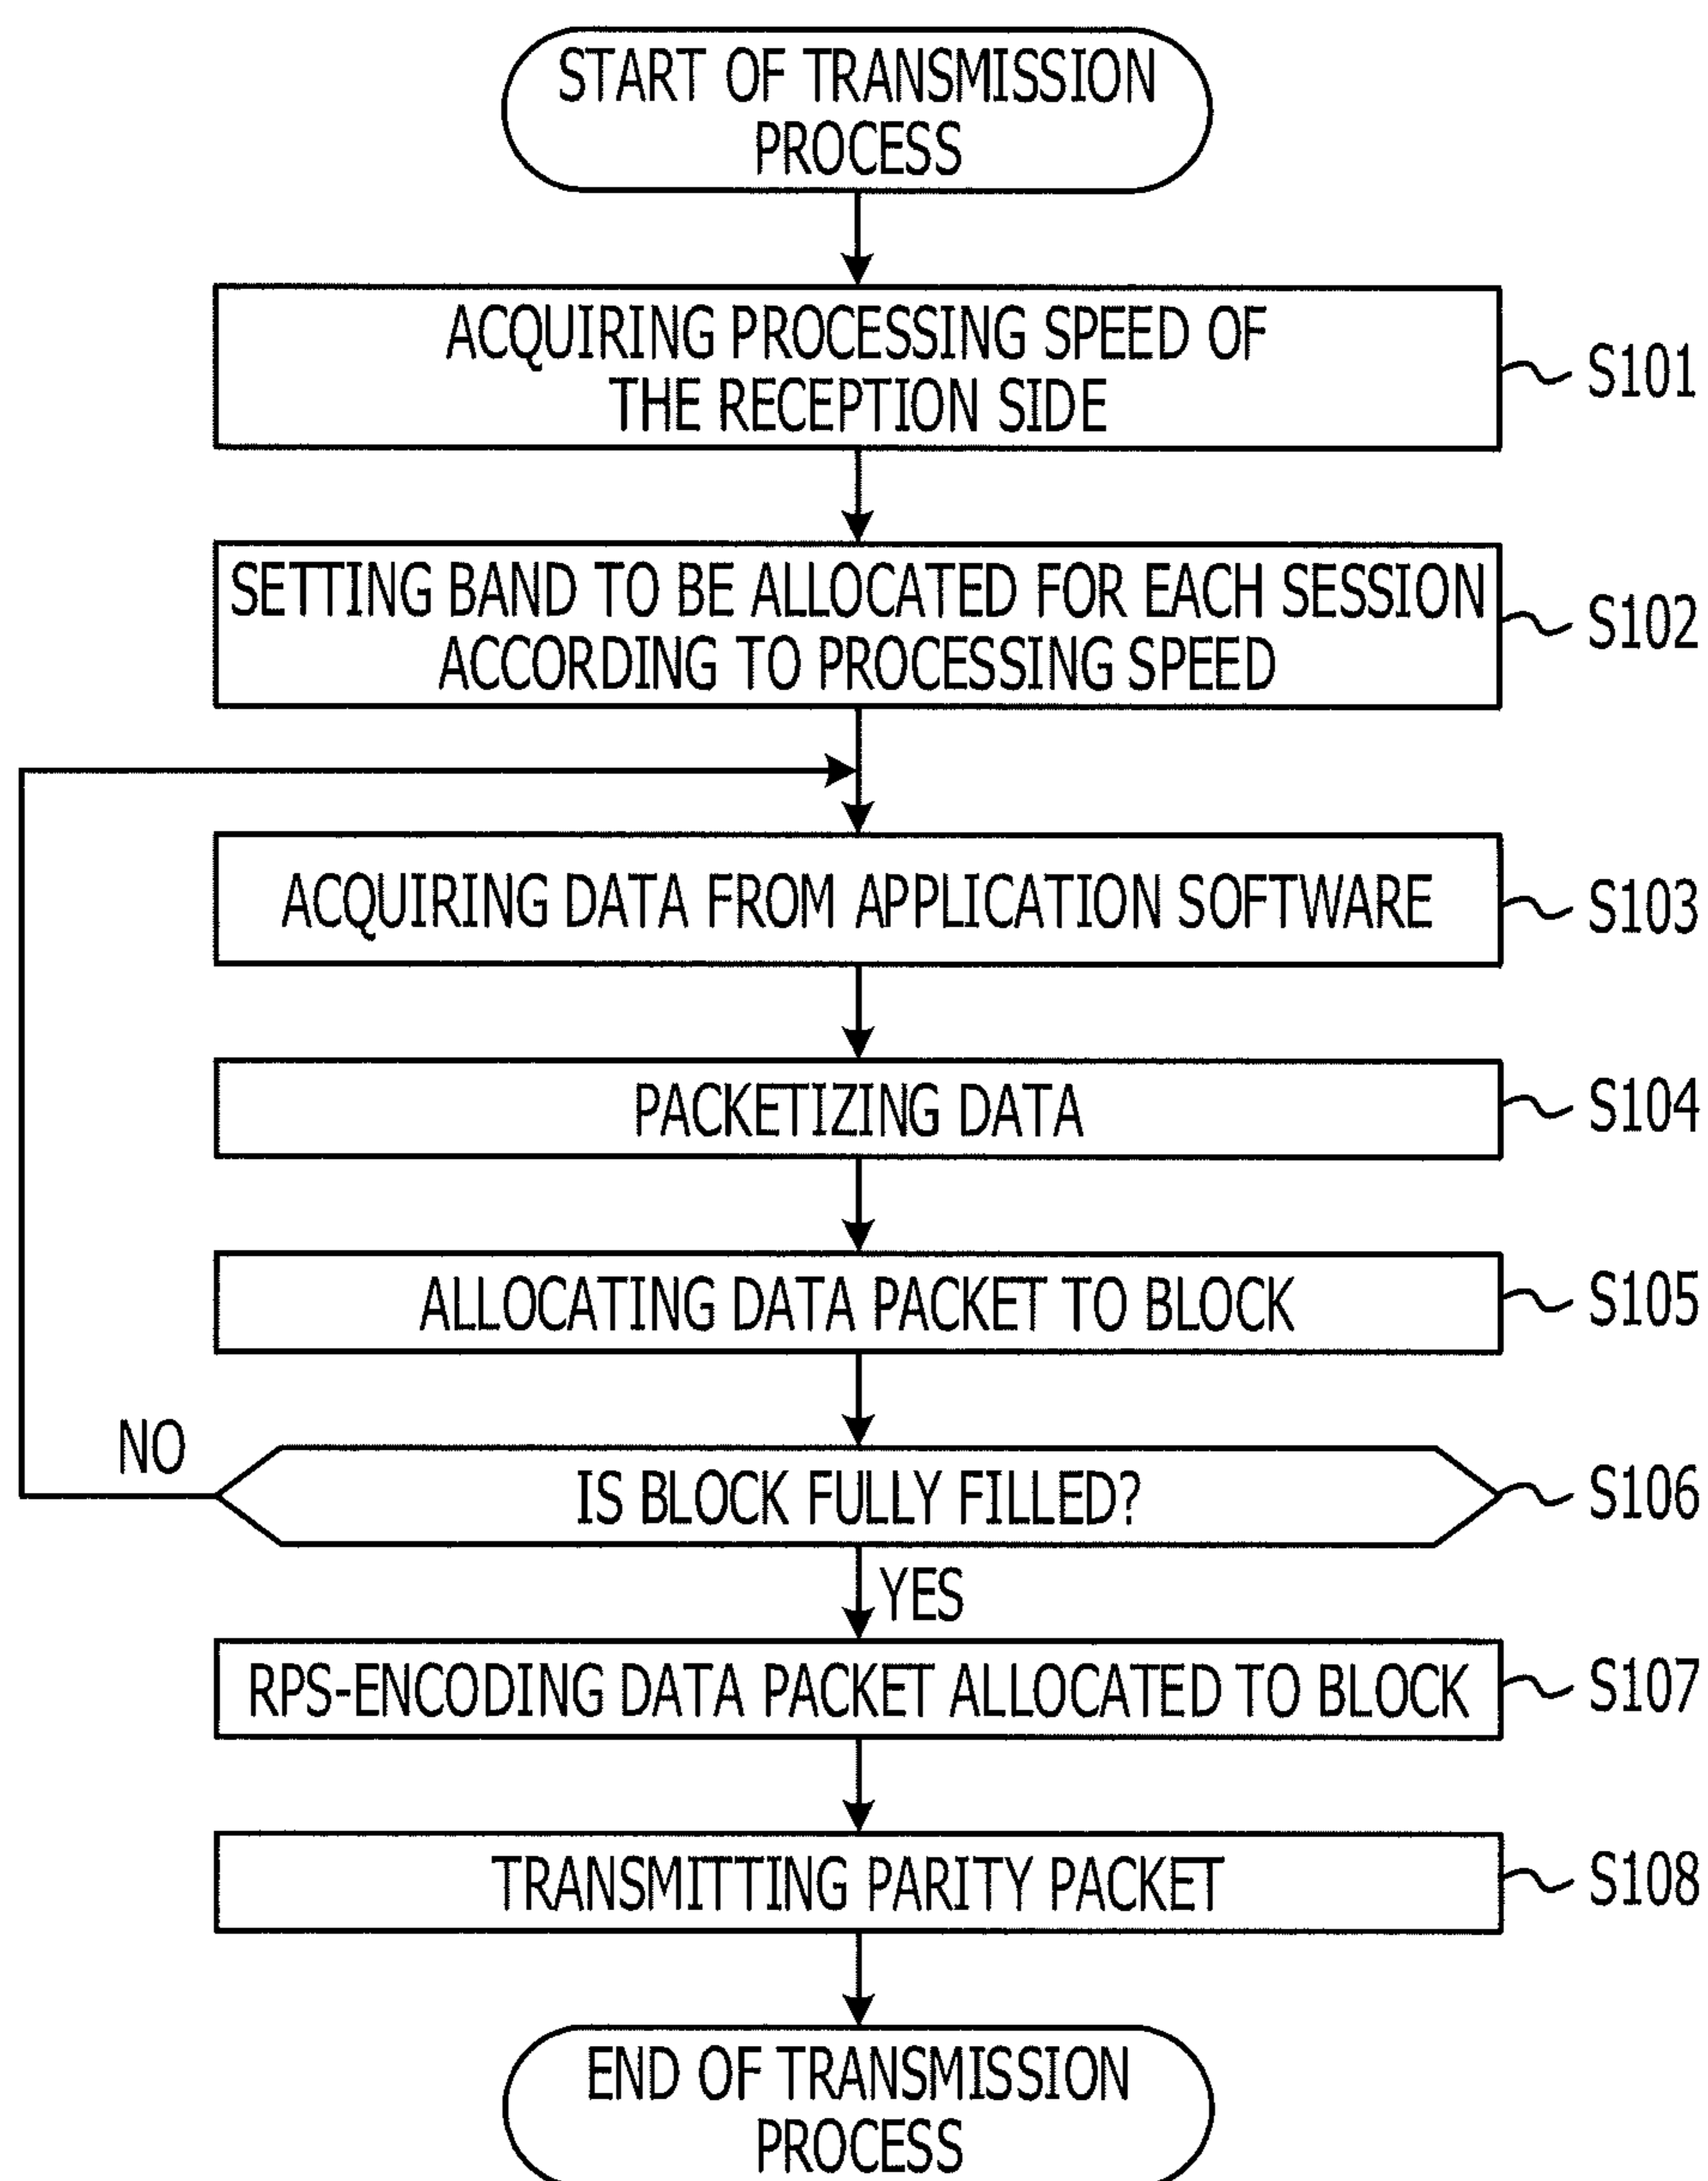 START OF TRANSMISSION
PROCESS
ACQUIRING PROCESSING SPEED OF
THE RECEPTION SIDE
S101
SETTING BAND TO BE ALLOCATED FOR EACH SESSION
ACCORDING TO PROCESSING SPEED
S102
ACQUIRING DATA FROM APPLICATION SOFTWARE
S103
PACKETIZING DATA
S104
ALLOCATING DATA PACKET TO BLOCK
S105
NO
IS BLOCK FULLY FILLED?
S106
YES
RPS-ENCODING DATA PACKET ALLOCATED TO BLOCK
S107
TRANSMITTING PARITY PACKET
S108
END OF TRANSMISSION
PROCESS